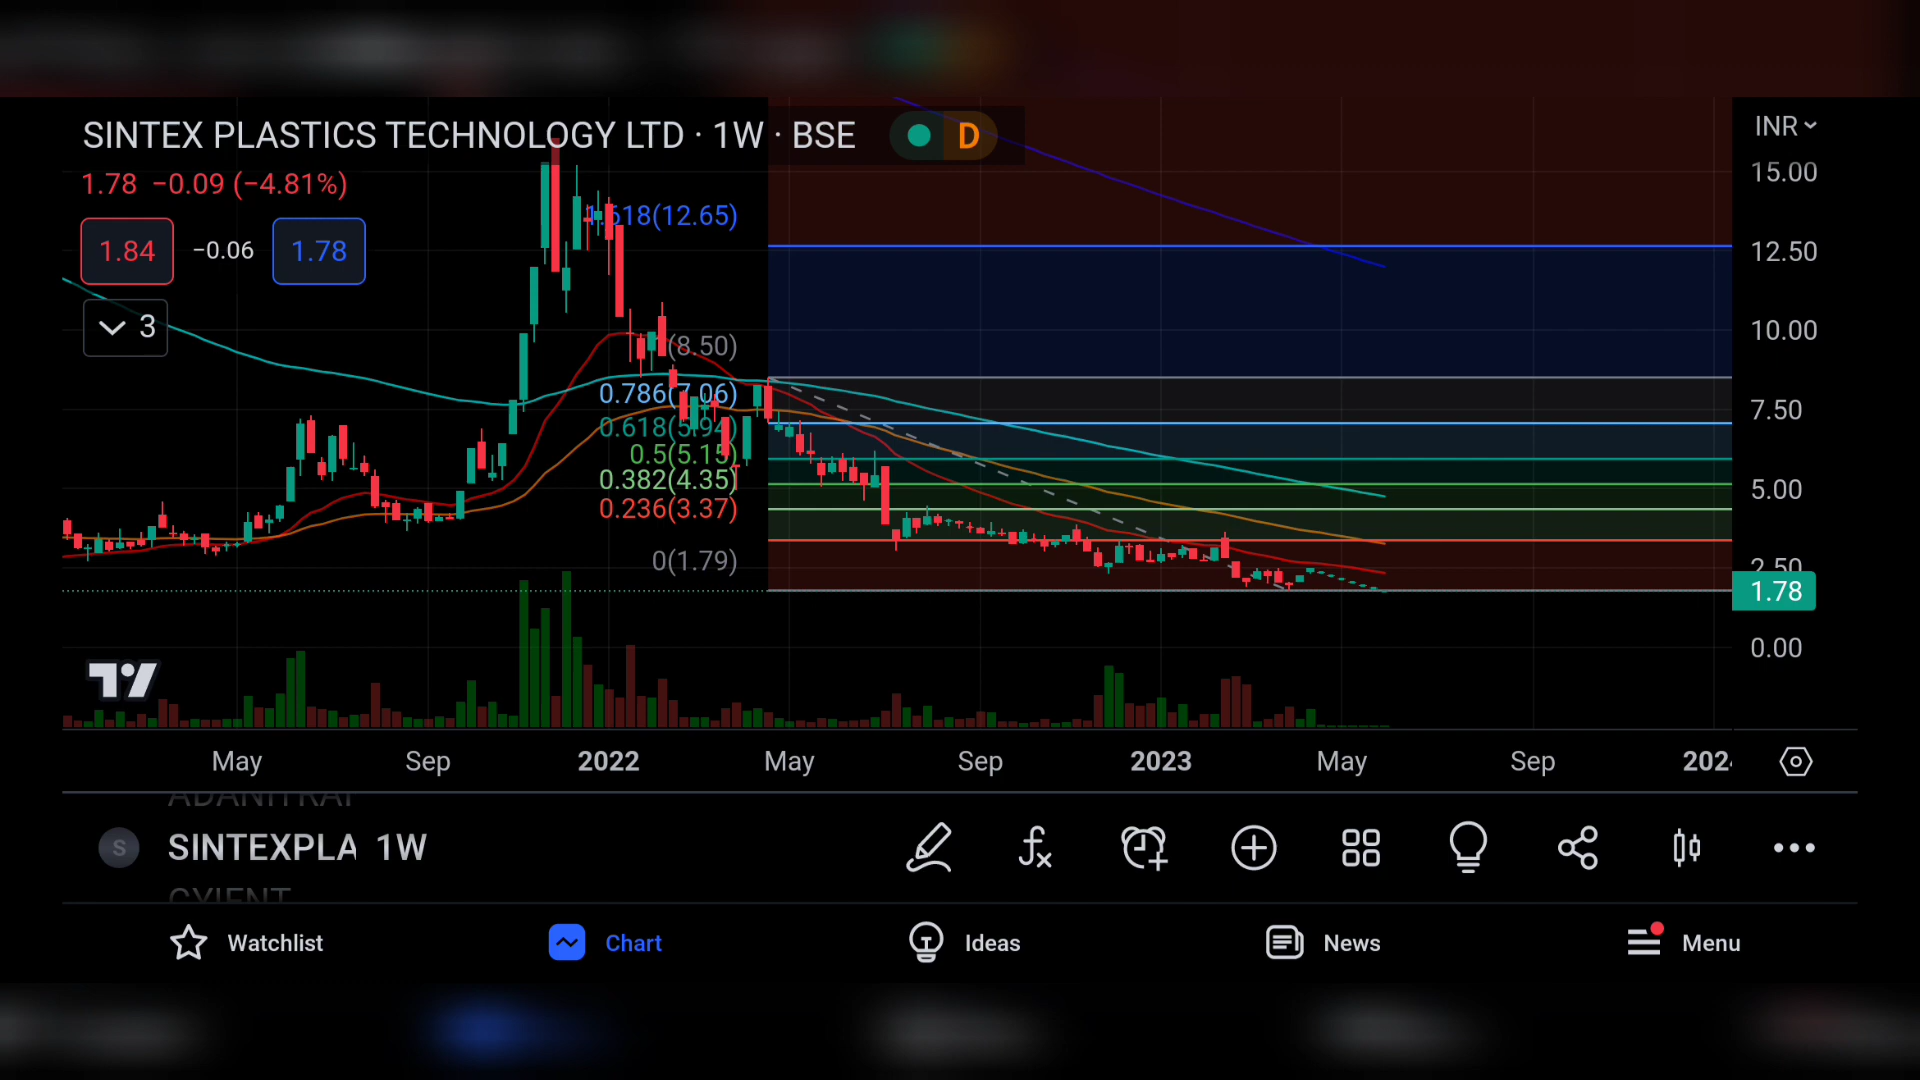 SINTEX PLASTICS TECHNOLOGY LTD · 1W · BSE
D
INR
1.78 −0.09 (−4.81%)
1.84 −0.06 1.78
3
1.618(12.65)
(8.50)
0.786(7.06)
0.618(5.94)
0.5(5.15)
0.382(4.35)
0.236(3.37)
0(1.79)
15.00
12.50
10.00
7.50
5.00
2.50
1.78
0.00
May Sep 2022 May Sep 2023 May Sep
ADANITRAN
S SINTEXPLA 1W
CYIENT
Watchlist Chart Ideas News Menu